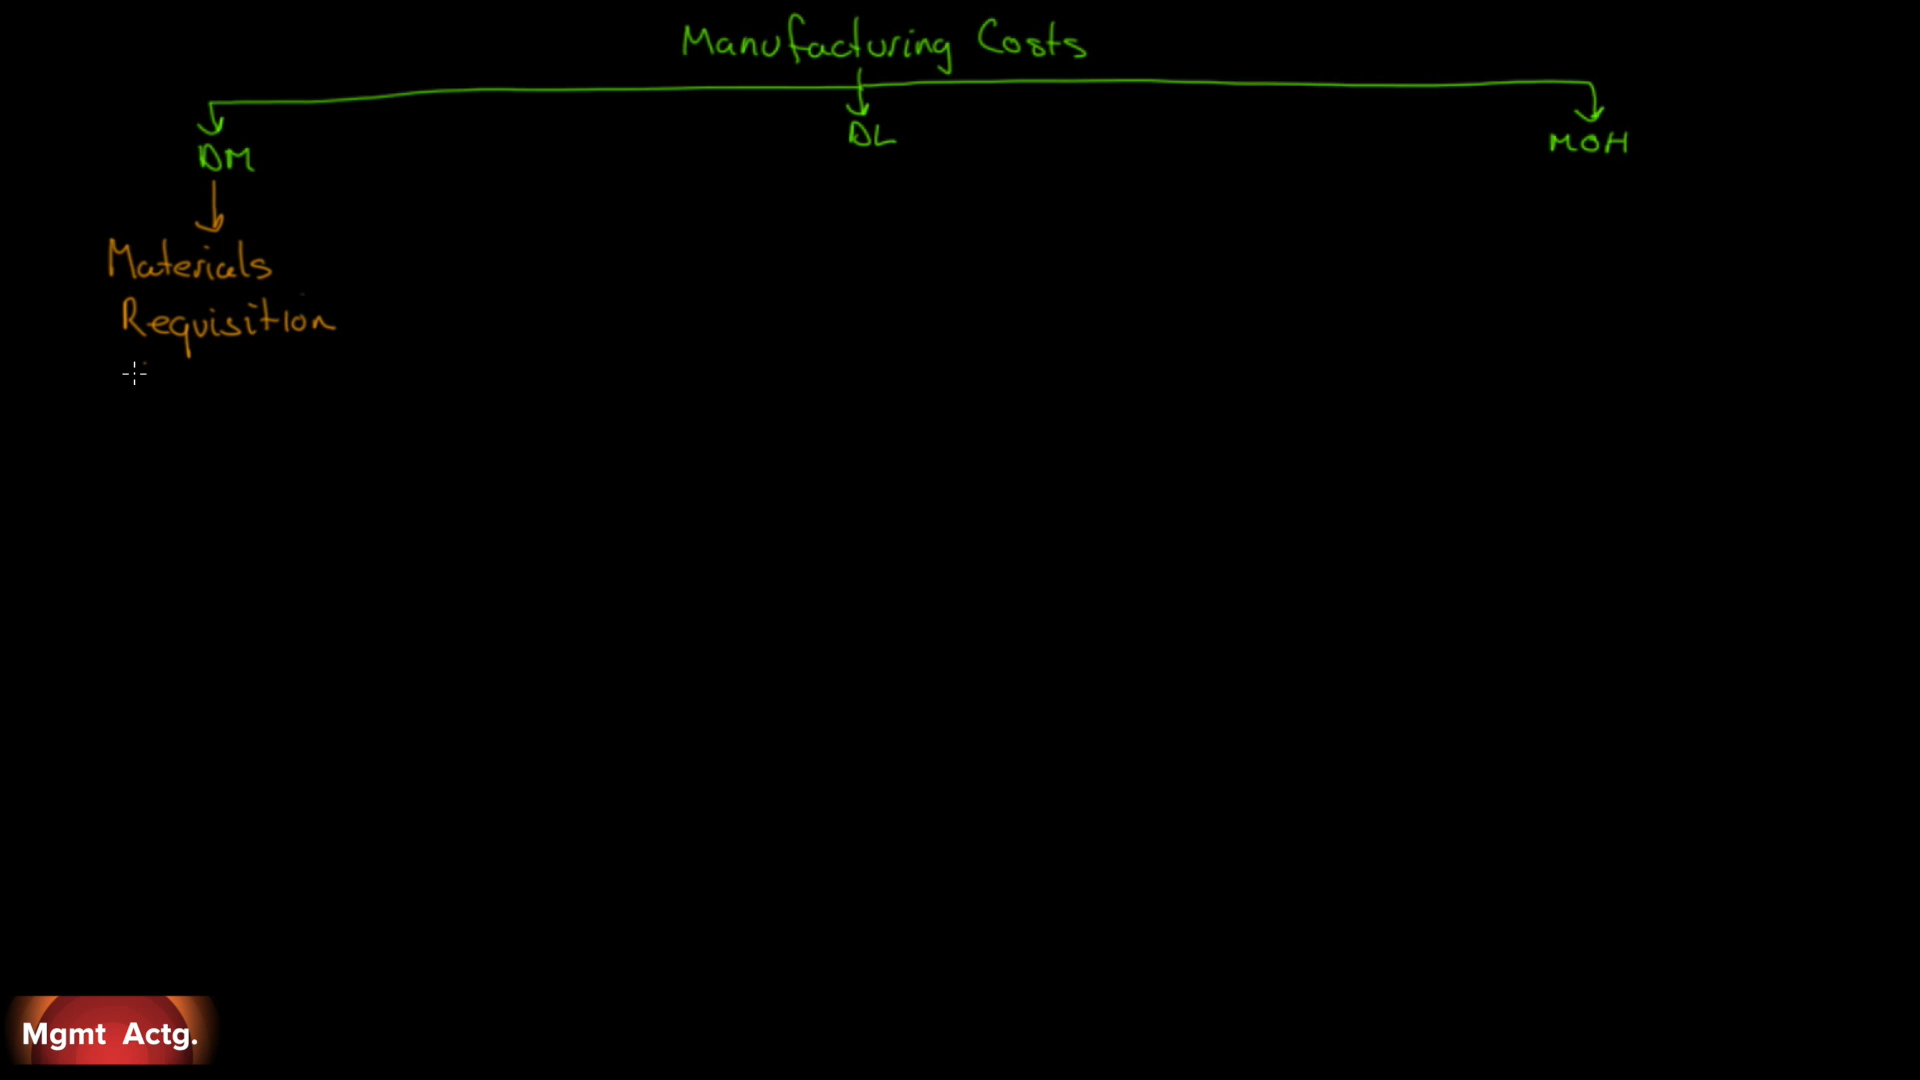 Manufacturing Costs
DM
DL
MOH
Materials
Requisition
Mgmt Actg.